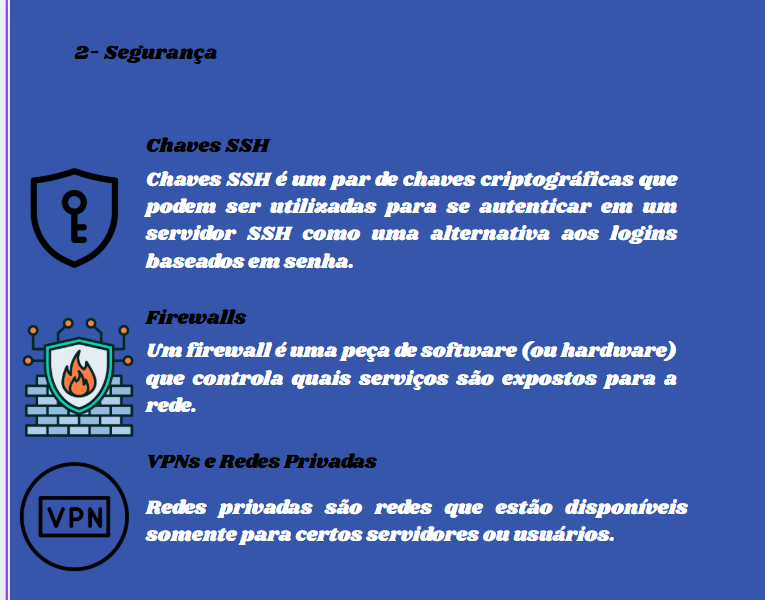 2- Segurança
Chaves SSH
Chaves SSH é um par de chaves criptográficas que
podem ser utilizadas para se autenticar em um
servidor SSH como uma alternativa aos logins
baseados em senha.
Firewalls
Um firewall é uma peça de software (ou hardware)
que controla quais serviços são expostos para a
rede.
VPNs e Redes Privadas
VPN
Redes privadas são redes que estão disponíveis
somente para certos servidores ou usuários.